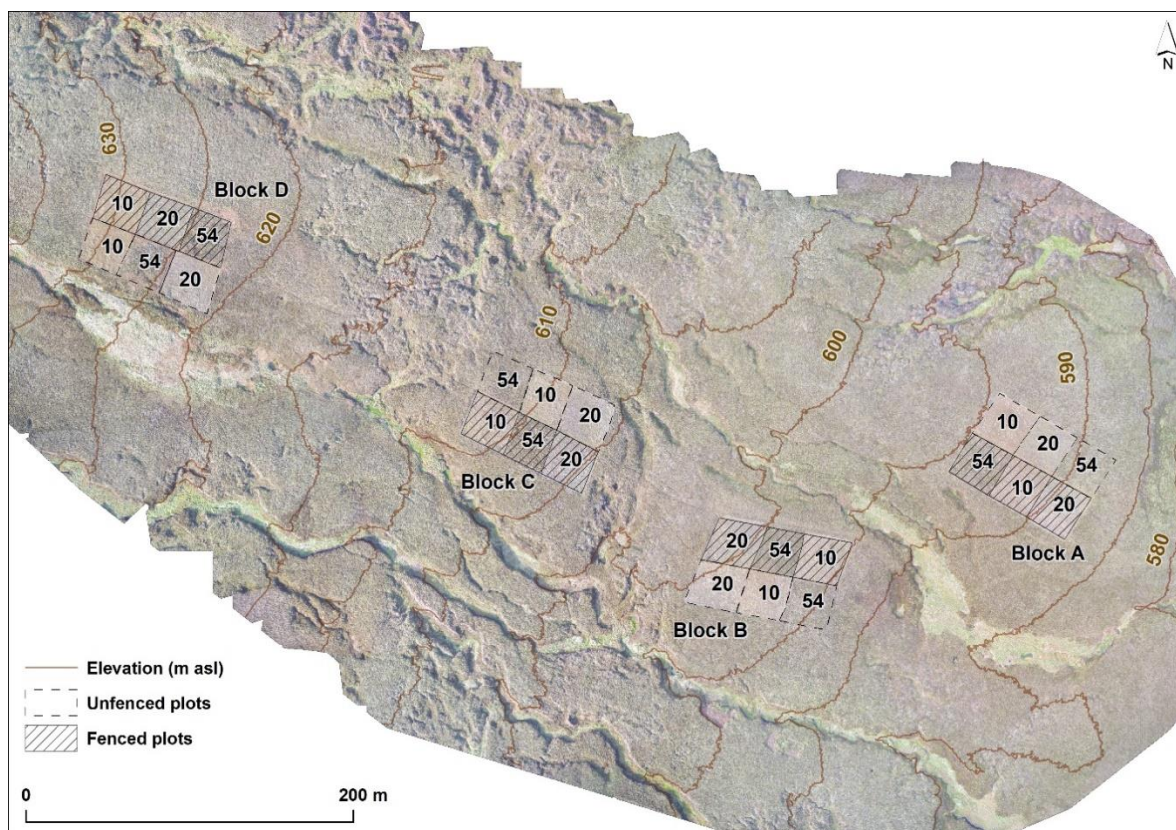 N
630
Block D
10 20 54
10 54 20
620
610
54 10 20
10 54 20
Block C
600
590
10 20 54
54 10 20
Block A
580
20 54 10
20 10 54
Block B
Elevation (m asl)
Unfenced plots
Fenced plots
0 200 m